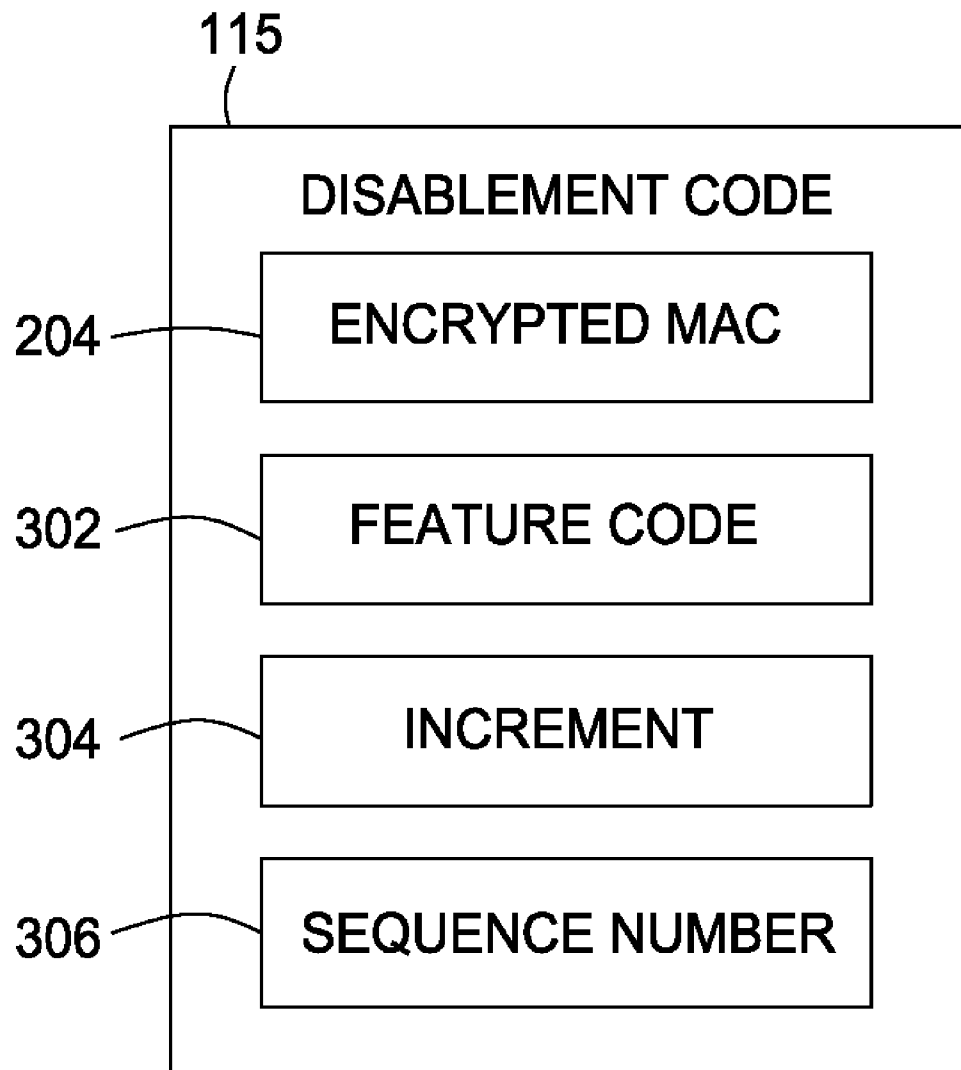 115
DISABLEMENT CODE
204
ENCRYPTED MAC
302
FEATURE CODE
304
INCREMENT
306
SEQUENCE NUMBER